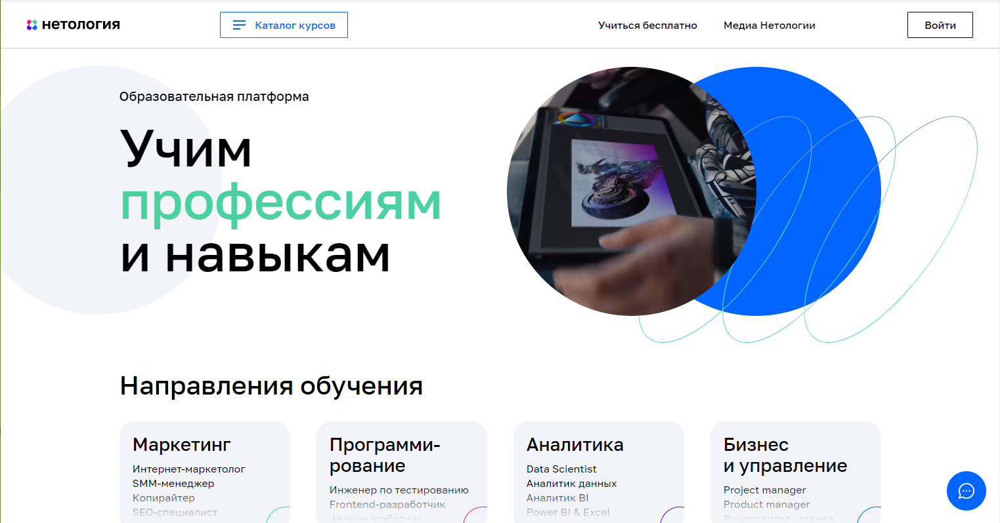 нетология
Каталог курсов
Учиться бесплатно
Медиа Нетологии
Войти
Образовательная платформа
Учим
профессиям
и навыкам
Направления обучения
Маркетинг
Интернет-маркетолог
SMM-менеджер
Копирайтер
SEO-специалист
Программи-
рование
Инженер по тестированию
Frontend-разработчик
Java-разработчик
Аналитика
Data Scientist
Аналитик данных
Аналитик BI
Power BI & Excel
Бизнес
и управление
Project manager
Product manager
Руководитель отдела